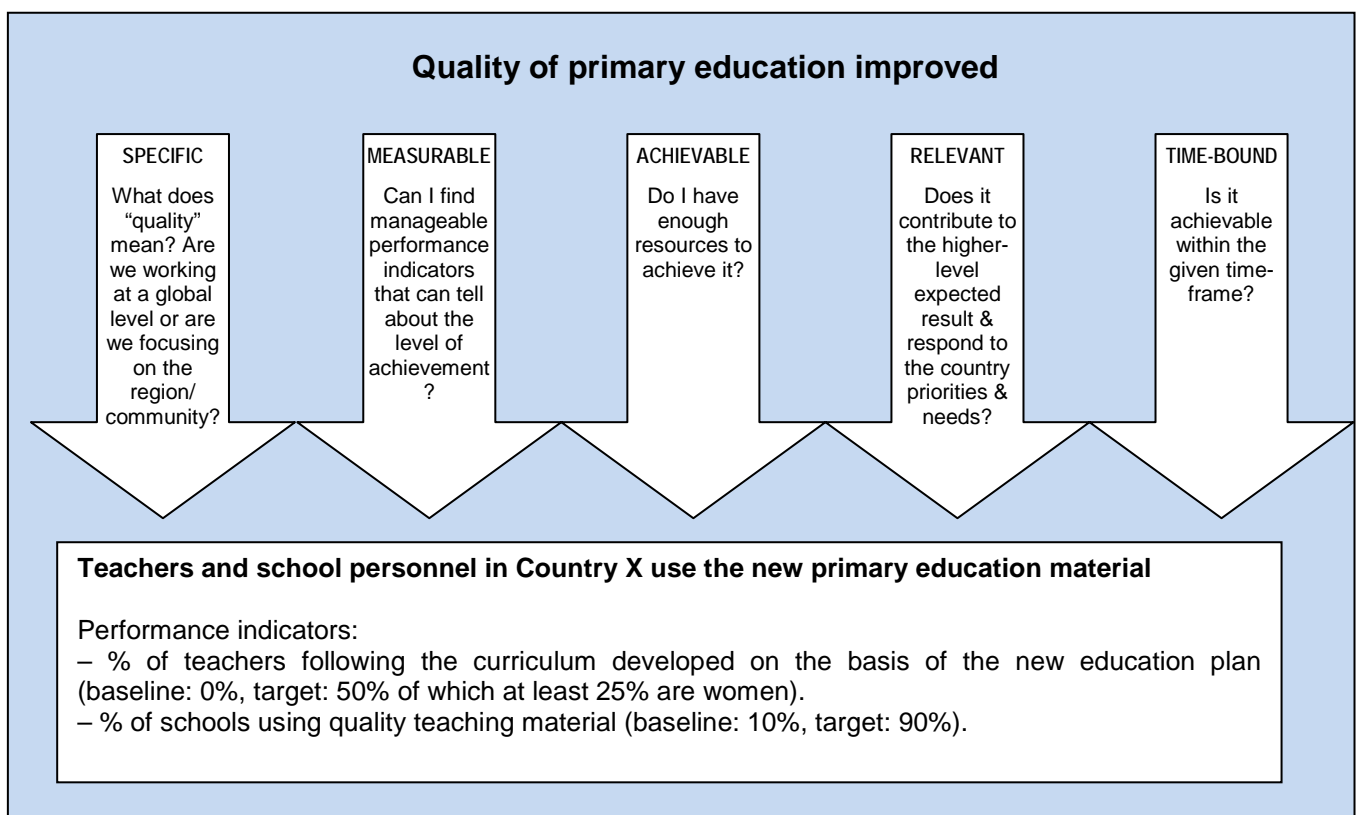 Quality of primary education improved
SPECIFIC
What does
“quality”
mean? Are
we working
at a global
level or are
we focusing
on the
region/
community?
MEASURABLE
Can I find
manageable
performance
indicators
that can tell
about the
level of
achievement
?
ACHIEVABLE
Do I have
enough
resources to
achieve it?
RELEVANT
Does it
contribute to
the higher-
level
expected
result &
respond to
the country
priorities &
needs?
TIME-BOUND
Is it
achievable
within the
given time-
frame?
Teachers and school personnel in Country X use the new primary education material
Performance indicators:
– % of teachers following the curriculum developed on the basis of the new education plan
(baseline: 0%, target: 50% of which at least 25% are women).
– % of schools using quality teaching material (baseline: 10%, target: 90%).